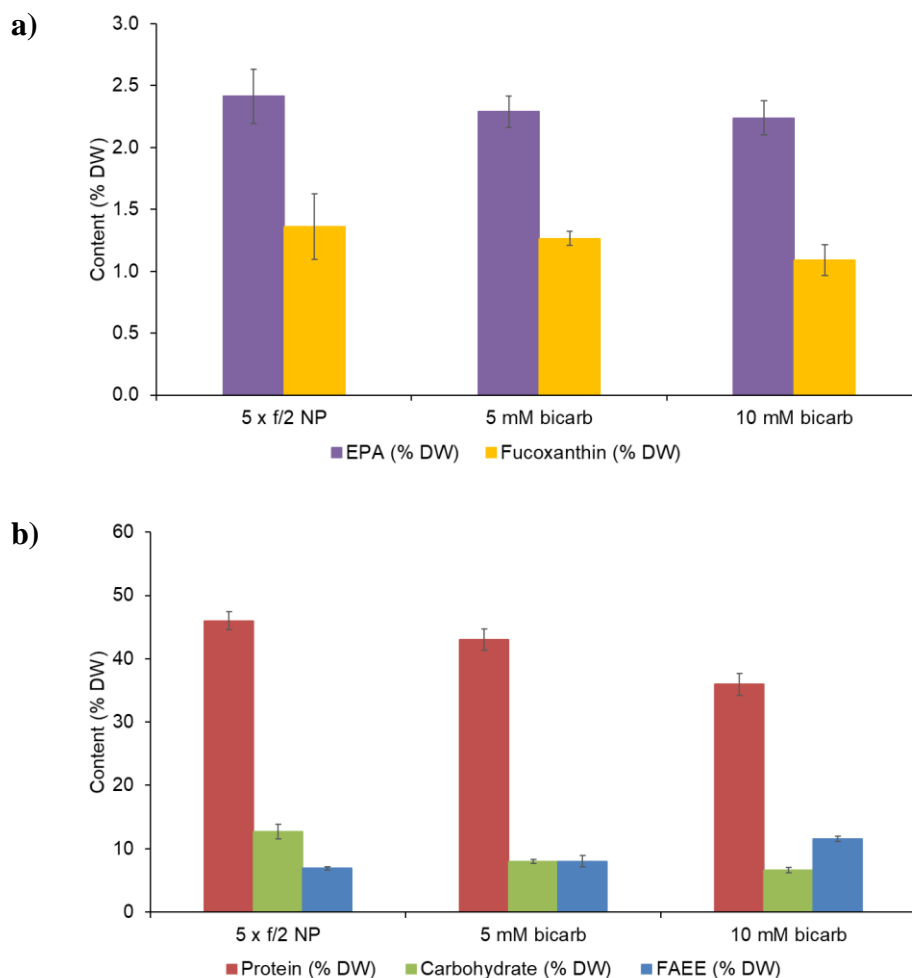 a)
3.0
2.5
2.0
1.5
1.0
0.5
0.0
Content (% DW)
5 x f/2 NP 5 mM bicarb 10 mM bicarb
EPA (% DW) Fucoxanthin (% DW)
b)
60
50
40
30
20
10
0
Content (% DW)
5 x f/2 NP 5 mM bicarb 10 mM bicarb
Protein (% DW) Carbohydrate (% DW) FAEE (% DW)